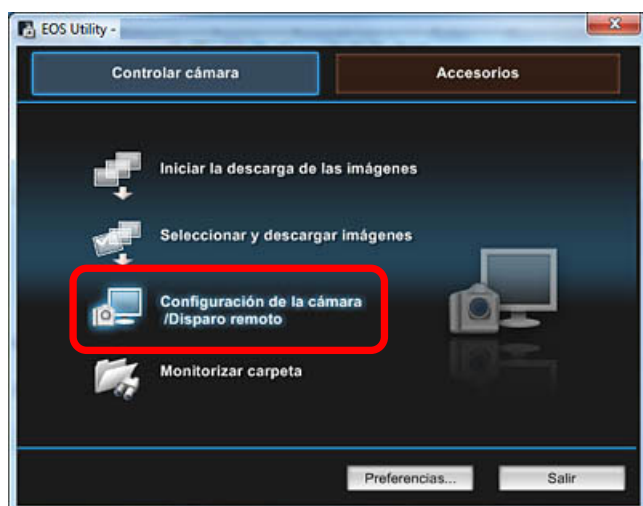 EOS Utility -
Controlar cámara
Accesorios
Iniciar la descarga de las imágenes
Seleccionar y descargar imágenes
Configuración de la cámara
/Disparo remoto
Monitorizar carpeta
Preferencias...
Salir